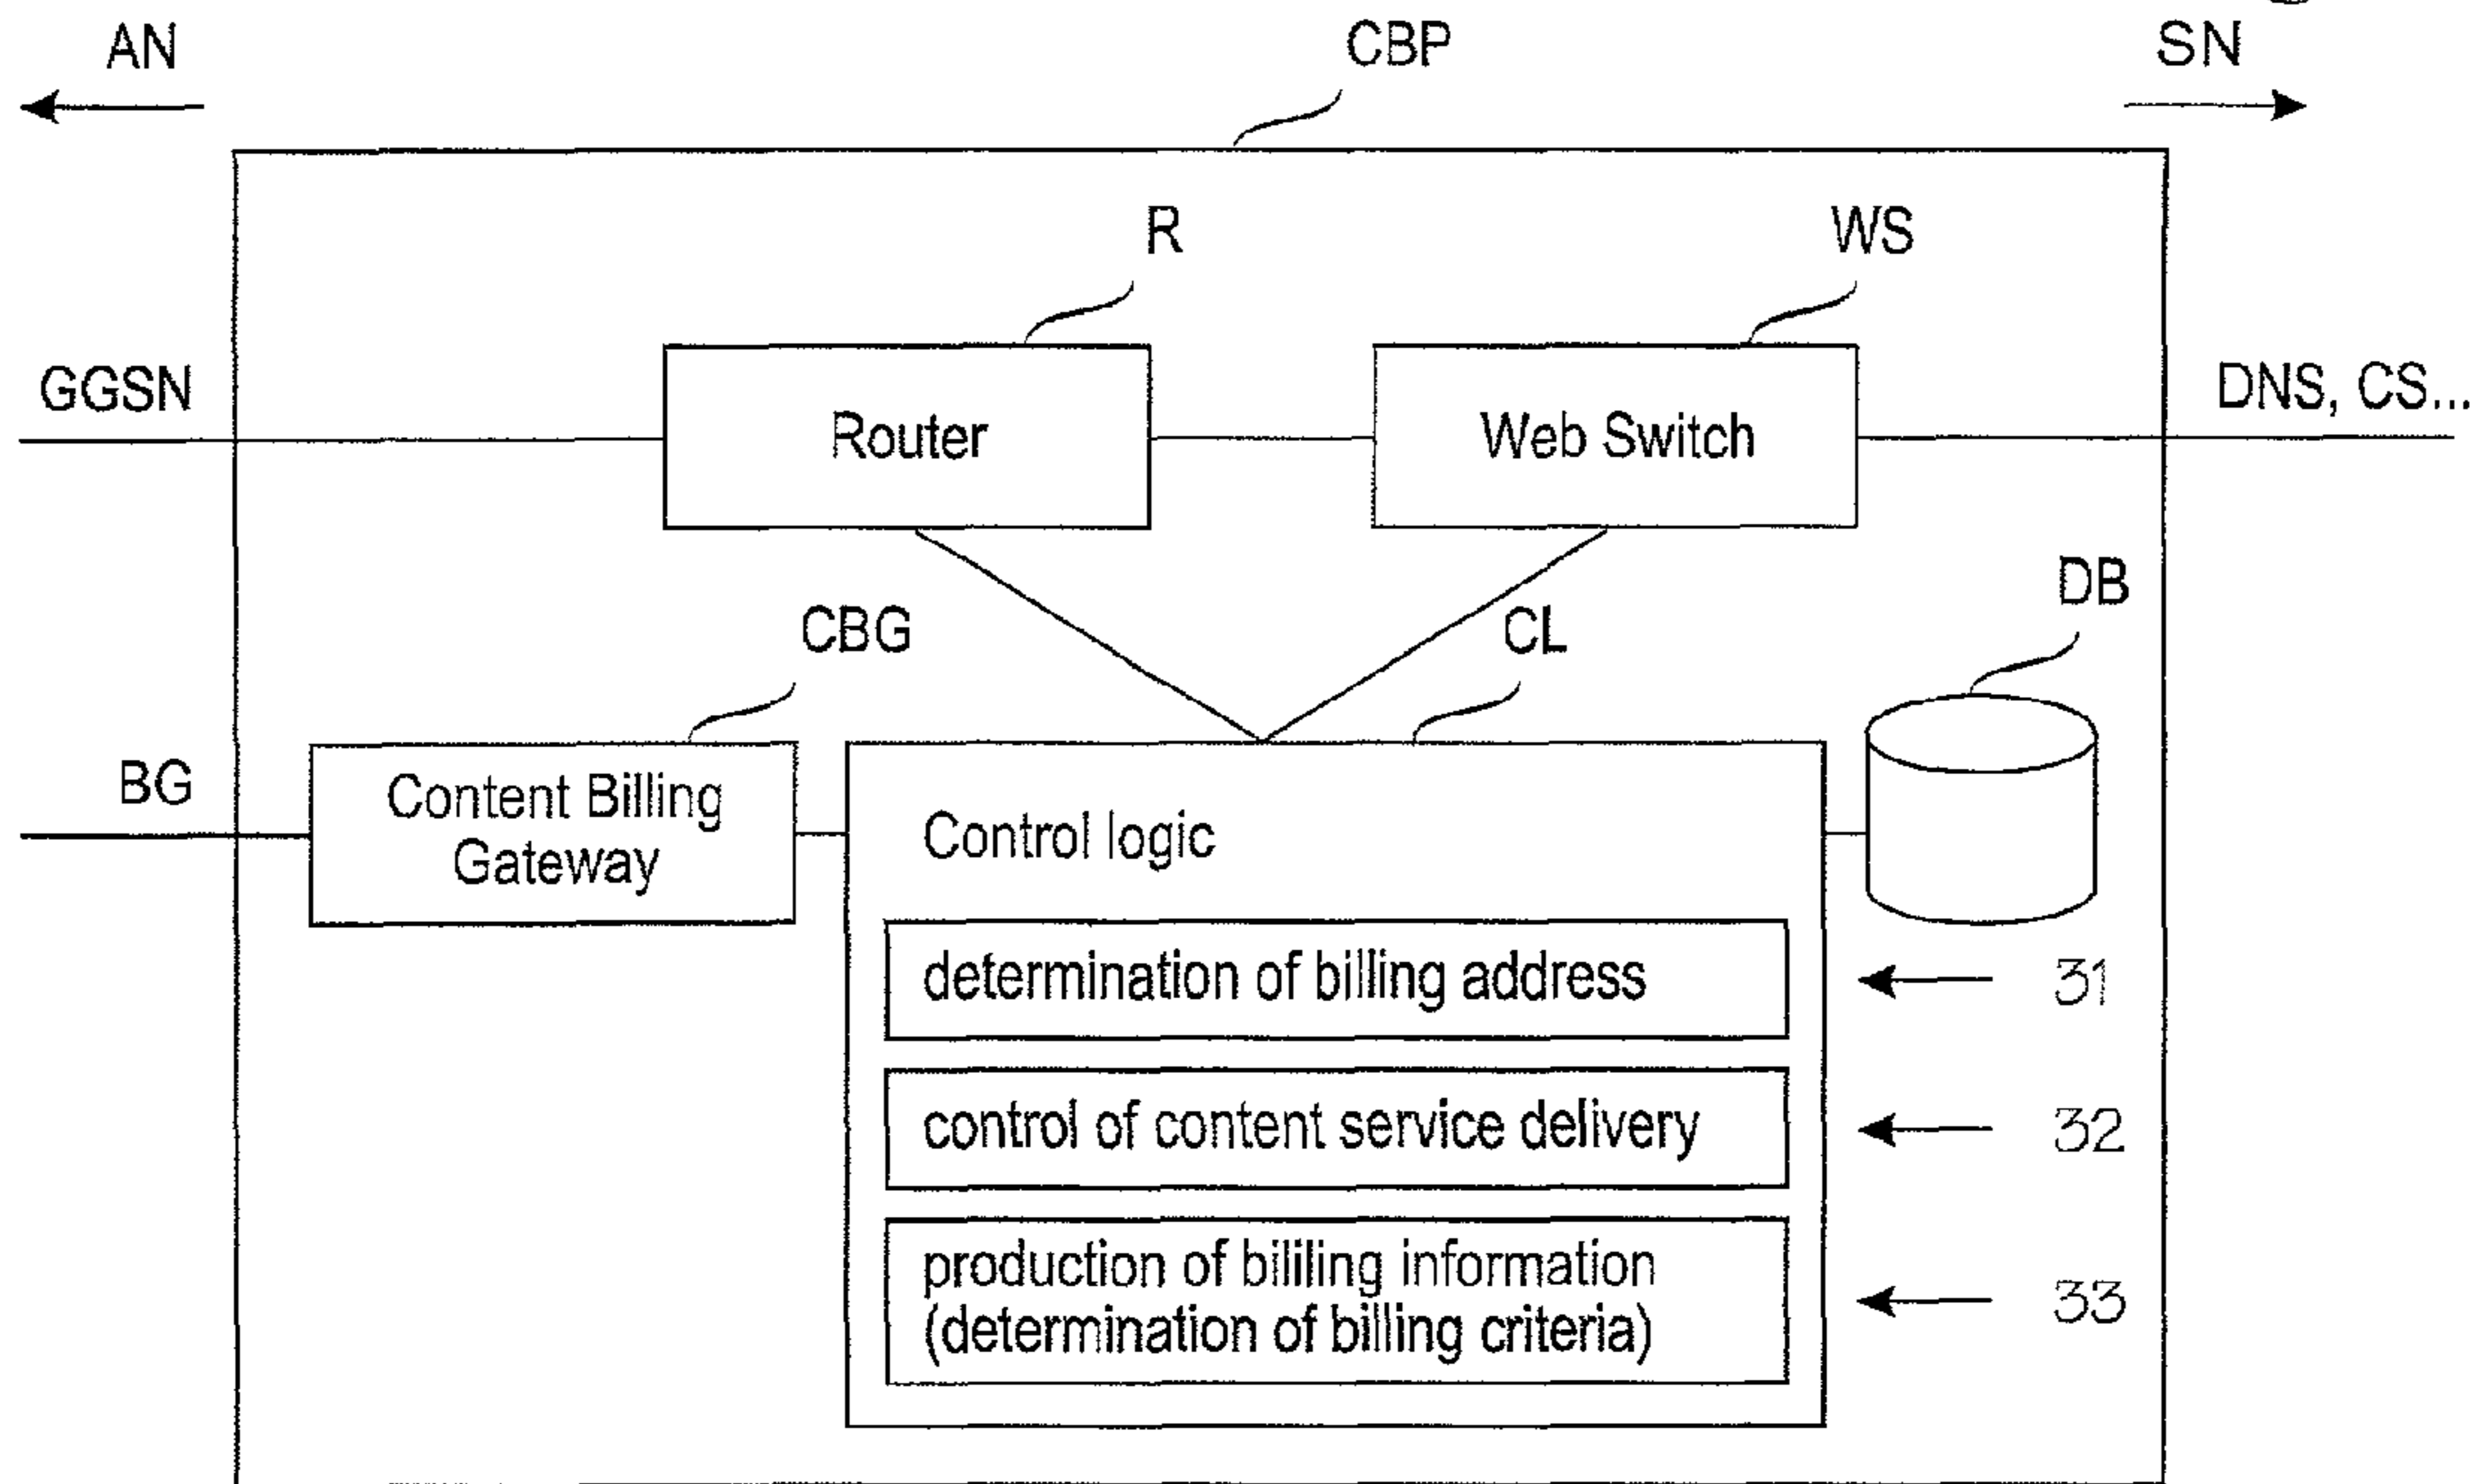 AN
CBP
SN
R
WS
GGSN
Router
Web Switch
DNS, CS...
DB
CBG
CL
BG
Content Billing
Gateway
Control logic
determination of billing address
31
control of content service delivery
32
production of bililing information
(determination of billing criteria)
33